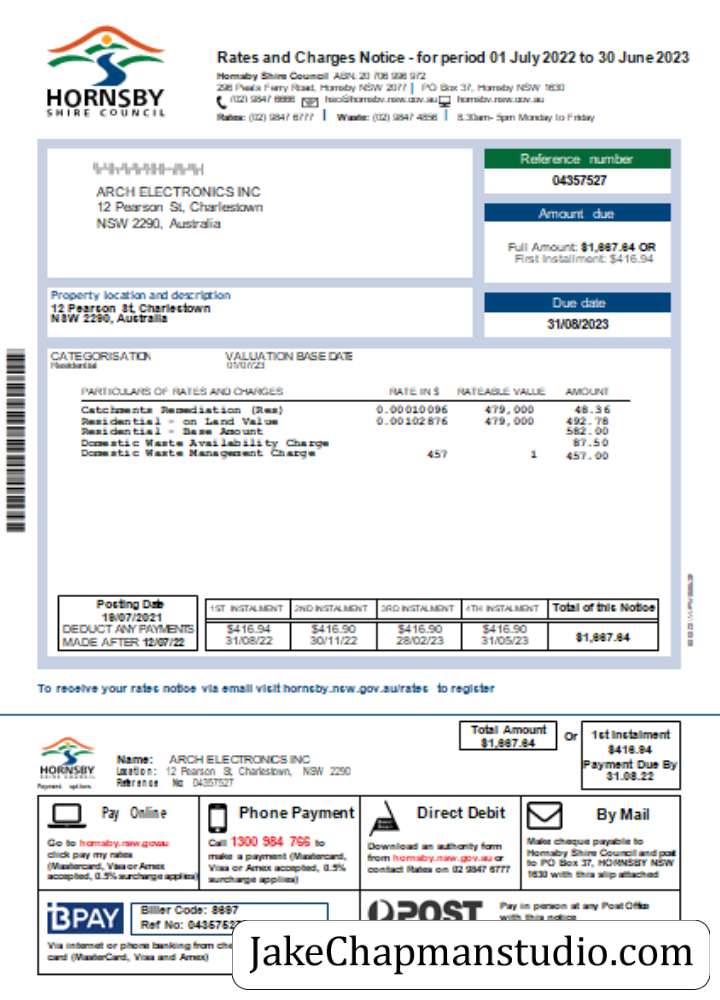 HORNSBY
SHIRE COUNCIL
Rates and Charges Notice - for period 01 July 2022 to 30 June 2023
Hornsby Shire Council ABN: 20 706 996 972
296 Peats Ferry Road, Hornsby NSW 2077 | PO Box 37, Hornsby NSW 1630
(02) 9847 6666 hsc@hornsby.nsw.gov.au hornsby.nsw.gov.au
Rates: (02) 9847 6777 | Waste: (02) 9847 4856 | 8.30am- 5pm Monday to Friday
ARCH ELECTRONICS INC
12 Pearson St, Charlestown
NSW 2290, Australia
Reference number
04357527
Amount due
Full Amount: $1,667.64 OR
First Installment: $416.94
Property location and description
12 Pearson St, Charlestown
NSW 2290, Australia
Due date
31/08/2023
CATEGORISATION VALUATION BASE DATE
Residential 01/07/23
PARTICULARS OF RATES AND CHARGES RATE IN $ RATEABLE VALUE AMOUNT
Catchments Remediation (Res) 0.00010096 479,000 48.36
Residential - on Land Value 0.00102876 479,000 492.78
Residential - Base Amount 582.00
Domestic Waste Availability Charge 87.50
Domestic Waste Management Charge 457 1 457.00
Posting Date
19/07/2021
DEDUCT ANY PAYMENTS
MADE AFTER 12/07/22
1ST INSTALMENT 2ND INSTALMENT 3RD INSTALMENT 4TH INSTALMENT Total of this Notice
$416.94 $416.90 $416.90 $416.90 $1,667.64
31/08/22 30/11/22 28/02/23 31/05/23
To receive your rates notice via email visit hornsby.nsw.gov.au/rates to register
HORNSBY
SHIRE COUNCIL
Payment options
Name: ARCH ELECTRONICS INC
Location: 12 Pearson St, Charlestown, NSW 2290
Reference No: 04357527
Total Amount
$1,667.64
Or
1st Instalment
$416.94
Payment Due By
31.08.22
Pay Online
Go to hornsby.nsw.govau
click pay my rates
(Mastercard, Visa or Amex
accepted, 0.5% surcharge applies)
Phone Payment
Call 1300 984 766 to
make a payment (Mastercard,
Visa or Amex accepted, 0.5%
surcharge applies)
Direct Debit
Download an authority form
from hornsby.nsw.gov.au or
contact Rates on 02 9847 6777
By Mail
Make cheque payable to
Hornsby Shire Council and post
to PO Box 37, HORNSBY NSW
1630 with this slip attached
BPAY
Biller Code: 8697
Ref No: 04357527
Via internet or phone banking from che
card (MasterCard, Visa and Amex)
POST
Pay in person at any Post Office
with this notice
JakeChapmanstudio.com